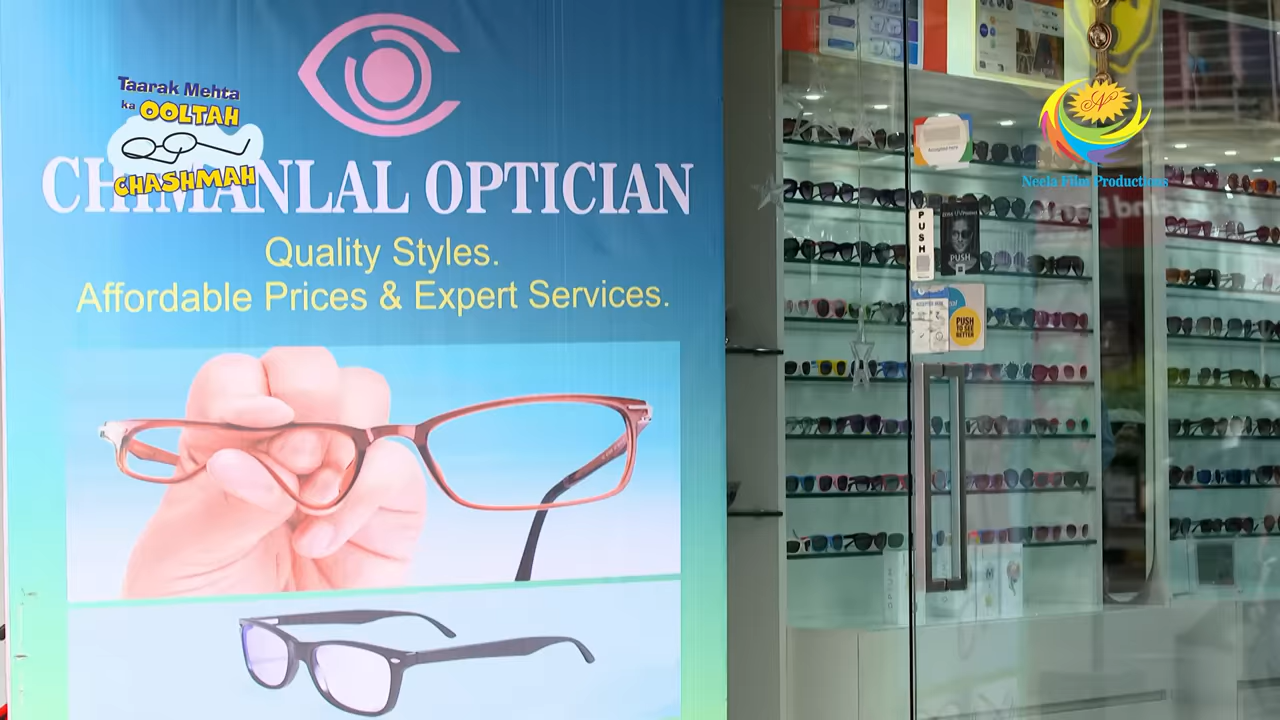 Taarak Mehta
ka OOLTAH
CHASHMAH
CHIMANLAL OPTICIAN
Quality Styles.
Affordable Prices & Expert Services.
Neela Film Productions
PUSH
PUSH
PUSH
TO SEE
BETTER